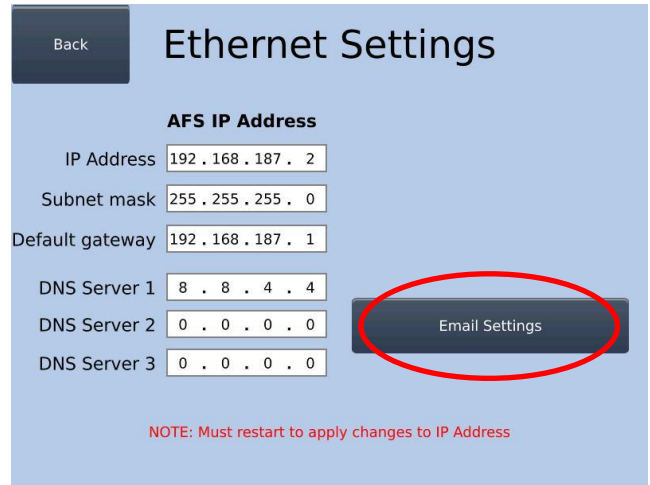 Back
Ethernet Settings
AFS IP Address
IP Address 192 . 168 . 187 . 2
Subnet mask 255 . 255 . 255 . 0
Default gateway 192 . 168 . 187 . 1
DNS Server 1 8 . 8 . 4 . 4
DNS Server 2 0 . 0 . 0 . 0
Email Settings
DNS Server 3 0 . 0 . 0 . 0
NOTE: Must restart to apply changes to IP Address